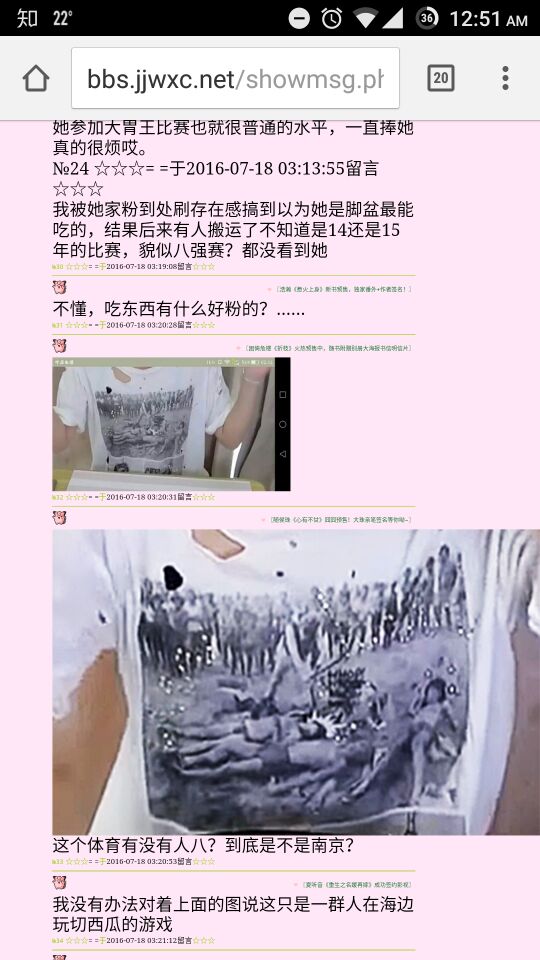 知 22° 36 12:51 AM
bbs.jjwxc.net/showmsg.ph 20
她参加大胃王比赛也就很普通的水平，一直捧她
真的很烦哎。
№24 ☆☆☆= =于2016-07-18 03:13:55留言
☆☆☆
我被她家粉到处刷存在感搞到以为她是脚盆最能
吃的，结果后来有人搬运了不知道是14还是15
年的比赛，貌似八强赛？都没看到她
№30 ☆☆☆= =于2016-07-18 03:19:08留言☆☆☆
不懂，吃东西有什么好粉的？……
№31 ☆☆☆= =于2016-07-18 03:20:28留言☆☆☆
№32 ☆☆☆= =于2016-07-18 03:20:31留言☆☆☆
这个体育有没有人八？到底是不是南京？
№33 ☆☆☆= =于2016-07-18 03:20:53留言☆☆☆
我没有办法对着上面的图说这只是一群人在海边
玩切西瓜的游戏
№34 ☆☆☆= =于2016-07-18 03:21:12留言☆☆☆